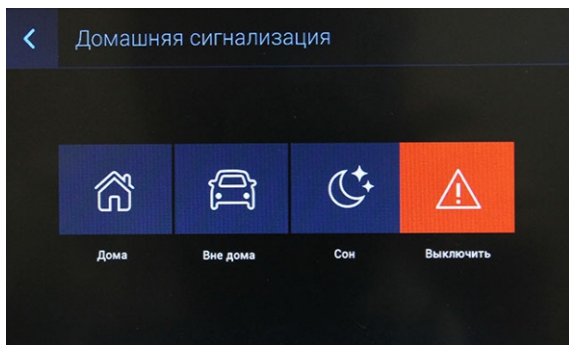 Домашняя сигнализация
Дома
Вне дома
Сон
Выключить